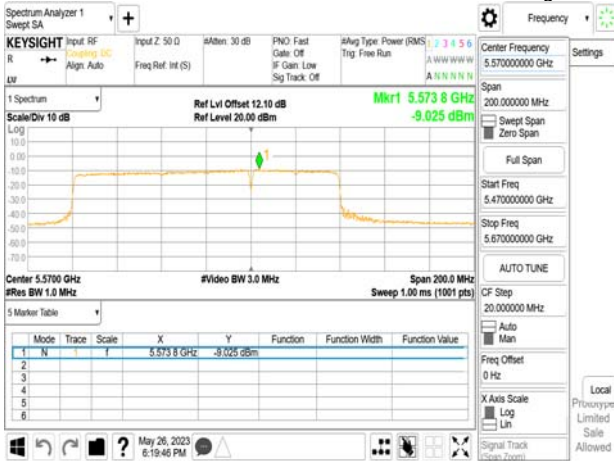 Spectrum Analyzer 1
Swept SA
+
Frequency
KEYSIGHT
R
Input: RF
Coupling: DC
Align: Auto
Input Z: 50 Ω
Freq Ref: Int (S)
#Atten: 30 dB
PNO: Fast
Gate: Off
IF Gain: Low
Sig Track: Off
#Avg Type: Power (RMS
Trig: Free Run
1 2 3 4 5 6
A W W W W W
A N N N N N
1 Spectrum
Scale/Div 10 dB
Log
Ref Lvl Offset 12.10 dB
Ref Level 20.00 dBm
Mkr1 5.573 8 GHz
-9.025 dBm
1
10.0
0.00
-10.0
-20.0
-30.0
-40.0
-50.0
-60.0
-70.0
Center 5.5700 GHz
#Res BW 1.0 MHz
#Video BW 3.0 MHz
Span 200.0 MHz
Sweep 1.00 ms (1001 pts)
5 Marker Table
Mode Trace Scale X Y Function Function Width Function Value
1 N 1 f 5.573 8 GHz -9.025 dBm
2
3
4
5
6
May 26, 2023
6:19:46 PM
Center Frequency
5.570000000 GHz
Span
200.000000 MHz
Swept Span
Zero Span
Full Span
Start Freq
5.470000000 GHz
Stop Freq
5.670000000 GHz
AUTO TUNE
CF Step
20.000000 MHz
Auto
Man
Freq Offset
0 Hz
X Axis Scale
Log
Lin
Signal Track
(Span Zoom)
Settings
Local
Prototype
Limited
Sale
Allowed